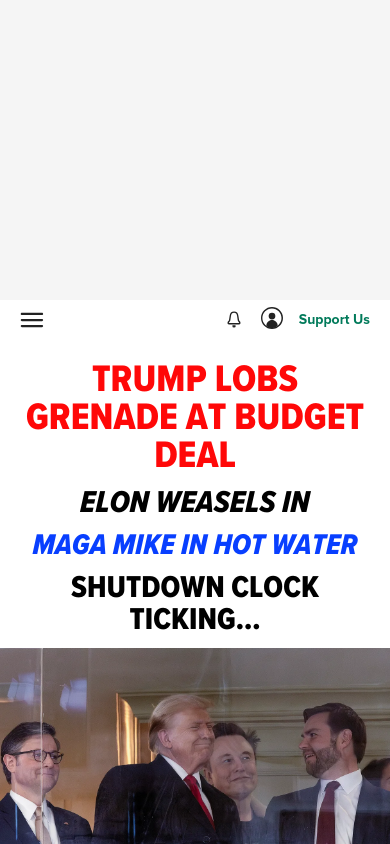 Support Us
TRUMP LOBS
GRENADE AT BUDGET
DEAL
ELON WEASELS IN
MAGA MIKE IN HOT WATER
SHUTDOWN CLOCK
TICKING...